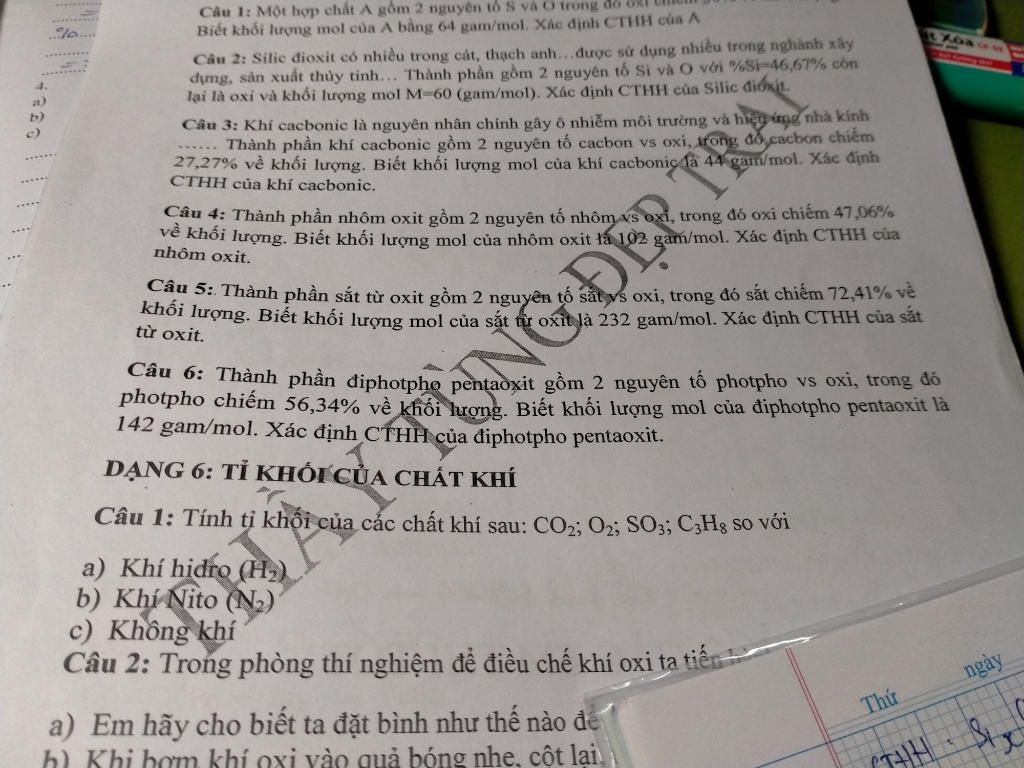 %
4.
a)
b)
c)
Câu 1: Một hợp chất A gồm 2 nguyên tố S và O trong đó oxi
Biết khối lượng mol của A bằng 64 gam/mol. Xác định CTHH của A
Câu 2: Silic đioxit có nhiều trong cát, thạch anh…được sử dụng nhiều trong nghành xây
dựng, sản xuất thủy tinh… Thành phần gồm 2 nguyên tố Si và O với %Si=46,67% còn
lại là oxi và khối lượng mol M=60 (gam/mol). Xác định CTHH của Silic đioxit.
Câu 3: Khí cacbonic là nguyên nhân chính gây ô nhiễm môi trường và hiệu ứng nhà kính
…… Thành phần khí cacbonic gồm 2 nguyên tố cacbon vs oxi, trong đó cacbon chiếm
27,27% về khối lượng. Biết khối lượng mol của khí cacbonic là 44 gam/mol. Xác định
CTHH của khí cacbonic.
Câu 4: Thành phần nhôm oxit gồm 2 nguyên tố nhôm vs oxi, trong đó oxi chiếm 47,06%
về khối lượng. Biết khối lượng mol của nhôm oxit là 102 gam/mol. Xác định CTHH của
nhôm oxit.
Câu 5: Thành phần sắt từ oxit gồm 2 nguyên tố sắt vs oxi, trong đó sắt chiếm 72,41% về
khối lượng. Biết khối lượng mol của sắt từ oxit là 232 gam/mol. Xác định CTHH của sắt
từ oxit.
Câu 6: Thành phần điphotpho pentaoxit gồm 2 nguyên tố photpho vs oxi, trong đó
photpho chiếm 56,34% về khối lượng. Biết khối lượng mol của điphotpho pentaoxit là
142 gam/mol. Xác định CTHH của điphotpho pentaoxit.
DẠNG 6: TỈ KHỐI CỦA CHẤT KHÍ
Câu 1: Tính tỉ khối của các chất khí sau: CO₂; O₂; SO₃; C₃H₈ so với
a) Khí hidro (H₂)
b) Khí Nito (N₂)
c) Không khí
Câu 2: Trong phòng thí nghiệm để điều chế khí oxi ta tiến
a) Em hãy cho biết ta đặt bình như thế nào để
b) Khi bơm khí oxi vào quả bóng nhẹ, cột lại
THẦY TÙNG ĐẸP TRAI
Xóa
Thứ
ngày
CTHH